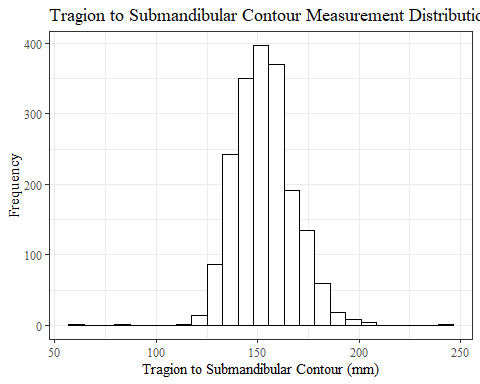 Tragion to Submandibular Contour Measurement Distributio
400
300
200
100
0
Frequency
50 100 150 200 250
Tragion to Submandibular Contour (mm)